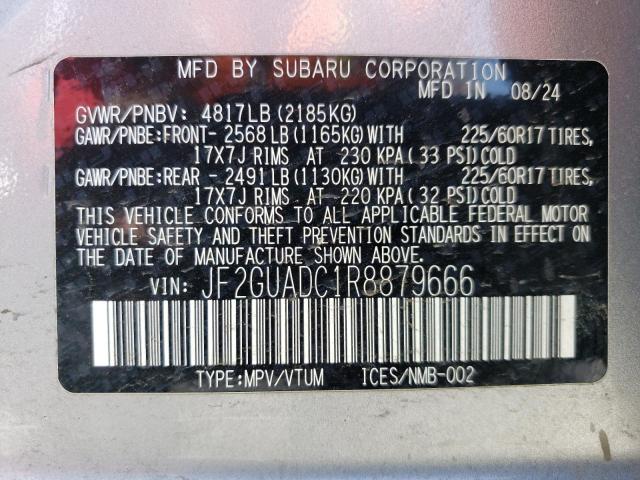 MFD BY SUBARU CORPORATION
MFD IN 08/24
GVWR/PNBV: 4817LB (2185KG)
GAWR/PNBE:FRONT- 2568LB (1165KG)WITH 225/60R17 TIRES,
17X7J RIMS AT 230 KPA (33 PSI)COLD
GAWR/PNBE:REAR - 2491LB (1130KG)WITH 225/60R17 TIRES,
17X7J RIMS AT 220 KPA (32 PSI)COLD
THIS VEHICLE CONFORMS TO ALL APPLICABLE FEDERAL MOTOR
VEHICLE SAFETY AND THEFT PREVENTION STANDARDS IN EFFECT ON
THE DATE OF MANUFACTURE SHOWN ABOVE.
VIN: JF2GUADC1R8879666
TYPE:MPV/VTUM ICES/NMB-002